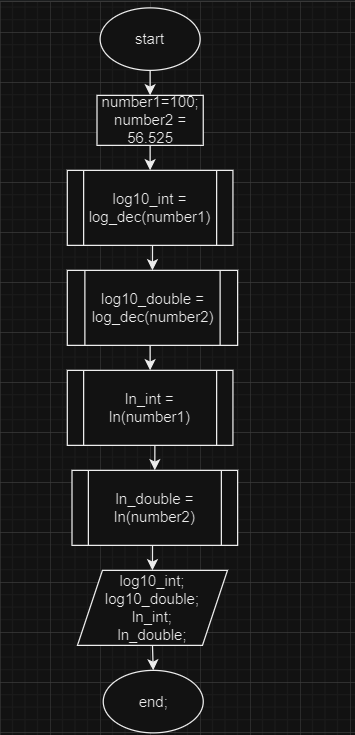 start
number1=100;
number2 =
56.525
log10_int =
log_dec(number1)
log10_double =
log_dec(number2)
ln_int =
ln(number1)
ln_double =
ln(number2)
log10_int;
log10_double;
ln_int;
ln_double;
end;